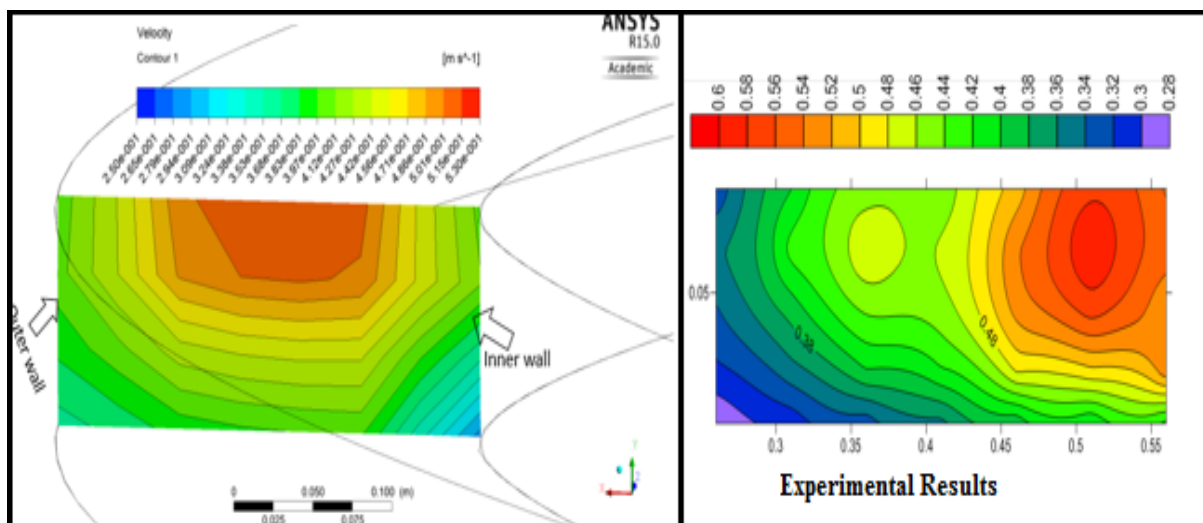 Velocity
Contour 1
[m s^-1]
ANSYS
R15.0
Academic
2.50e-001
2.65e-001
2.79e-001
2.94e-001
3.09e-001
3.24e-001
3.38e-001
3.53e-001
3.68e-001
3.83e-001
3.97e-001
4.12e-001
4.27e-001
4.42e-001
4.56e-001
4.71e-001
4.86e-001
5.01e-001
5.15e-001
5.30e-001
Outer wall
Inner wall
Y
X
0 0.050 0.100 (m)
0.025 0.075
0.6 0.58 0.56 0.54 0.52 0.5 0.48 0.46 0.44 0.42 0.4 0.38 0.36 0.34 0.32 0.3 0.28
0.05
0.38
0.48
0.3 0.35 0.4 0.45 0.5 0.55
Experimental Results